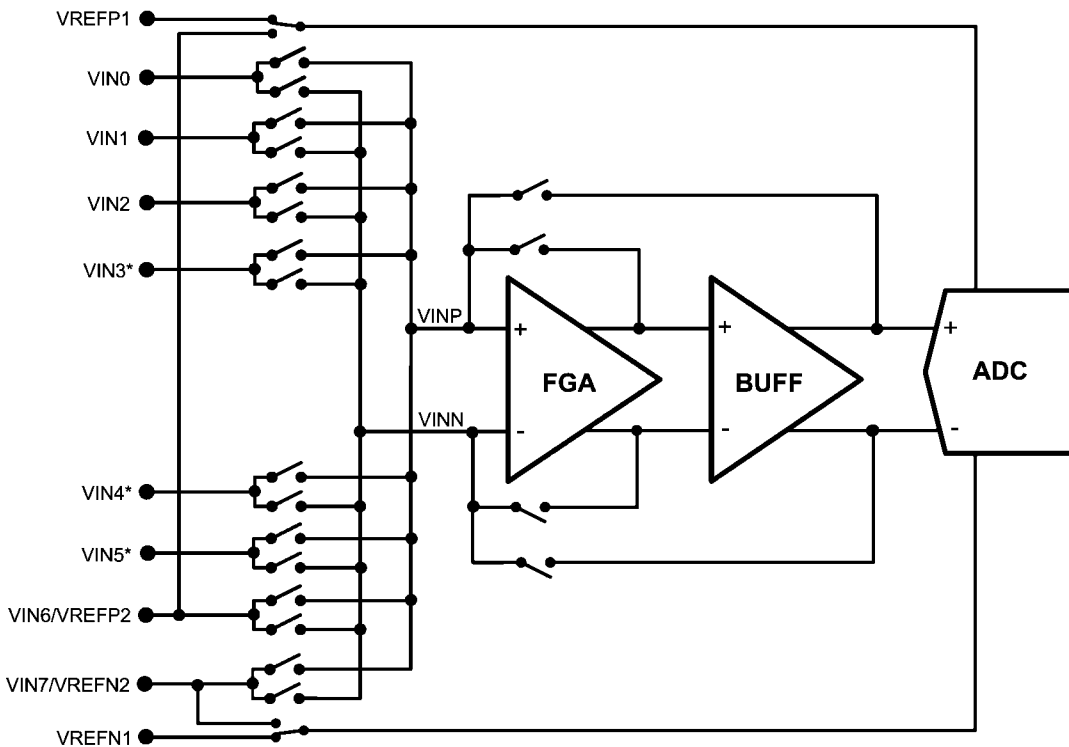 VREFP1
VIN0
VIN1
VIN2
VIN3*
VINP
+
+
+
FGA
BUFF
ADC
VINN
-
-
-
VIN4*
VIN5*
VIN6/VREFP2
VIN7/VREFN2
VREFN1